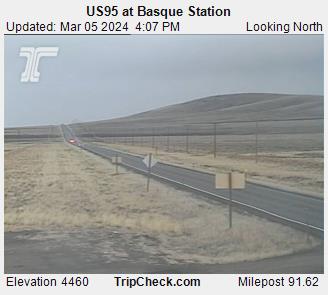 US95 at Basque Station
Updated: Mar 05 2024 4:07 PM Looking North
Elevation 4460 TripCheck.com Milepost 91.62